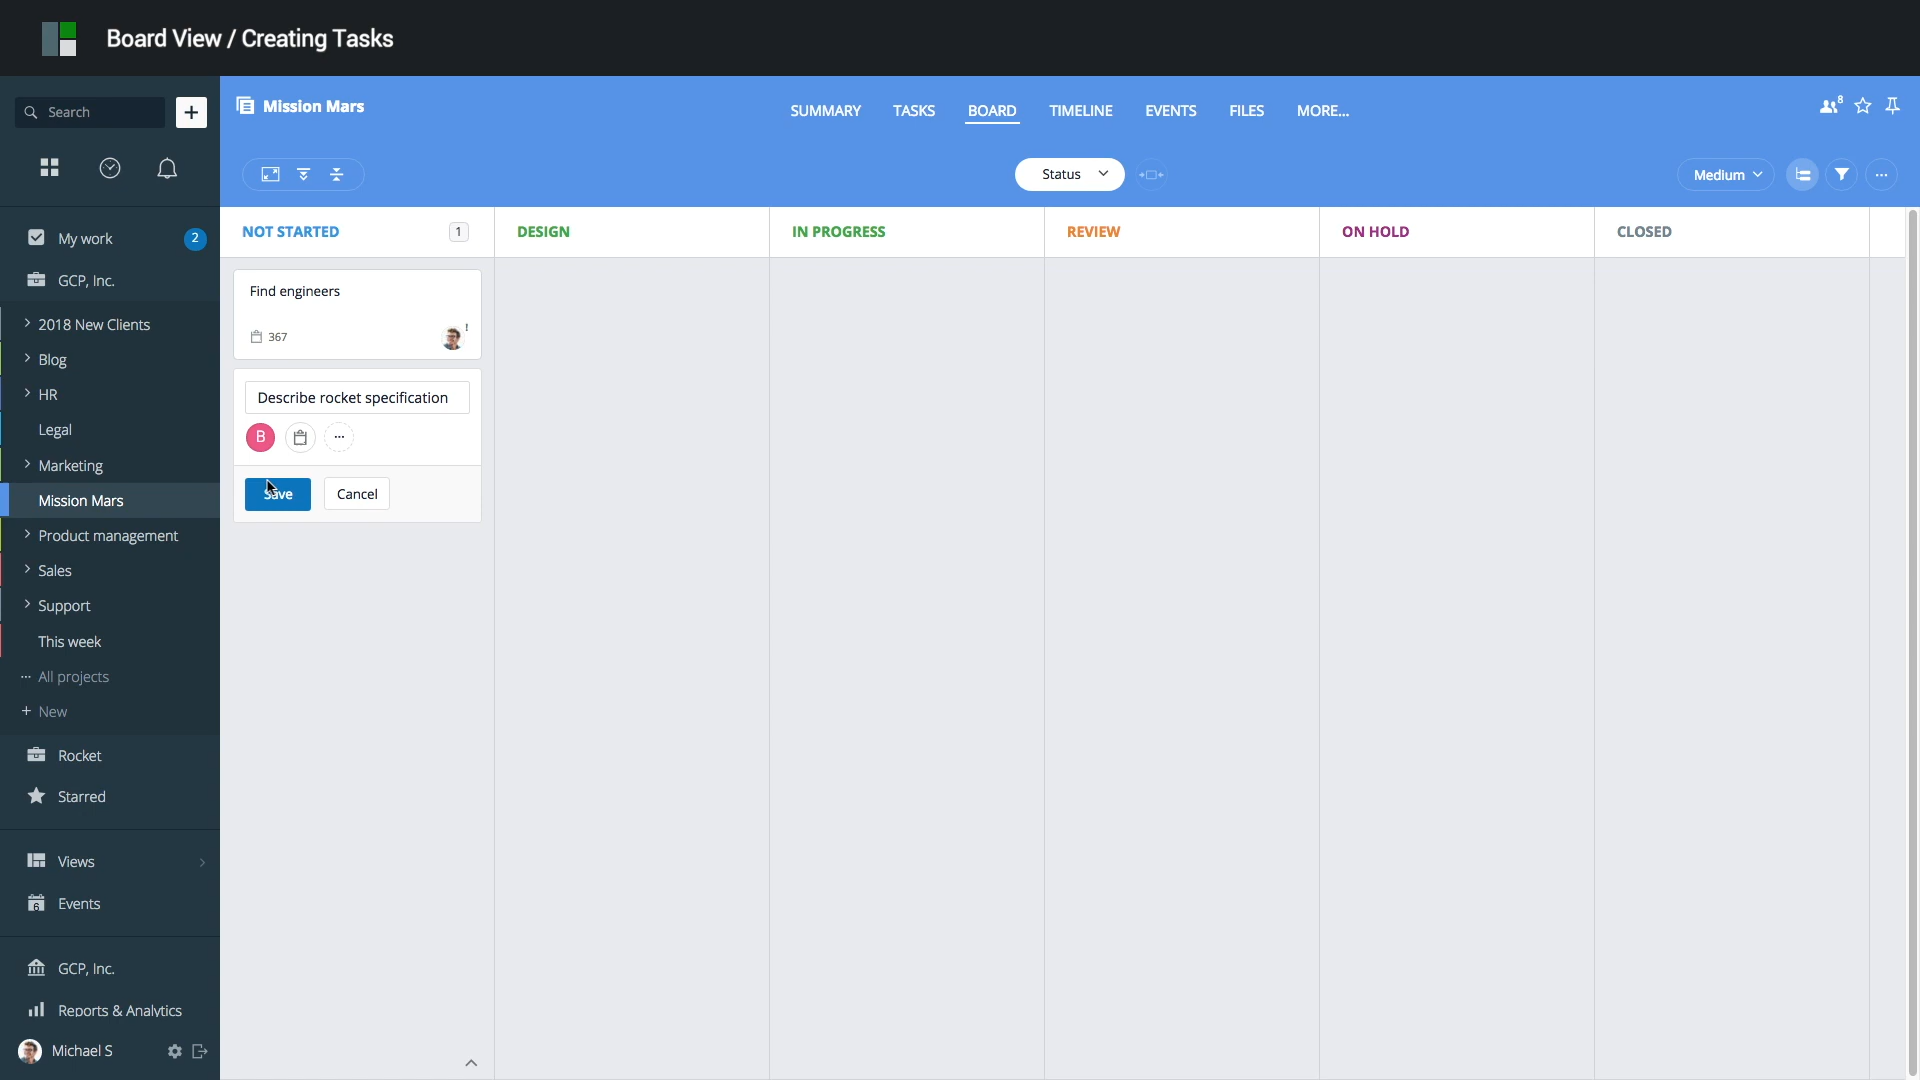 Board View / Creating Tasks
Search
Mission Mars
SUMMARY TASKS BOARD TIMELINE EVENTS FILES MORE...
8
Status
Medium
My work 2
GCP, Inc.
2018 New Clients
Blog
HR
Legal
Marketing
Mission Mars
Product management
Sales
Support
This week
All projects
New
Rocket
Starred
Views
6 Events
GCP, Inc.
Reports & Analytics
Michael S
NOT STARTED 1 DESIGN IN PROGRESS REVIEW ON HOLD CLOSED
Find engineers
367 !
Describe rocket specification
B
Save Cancel